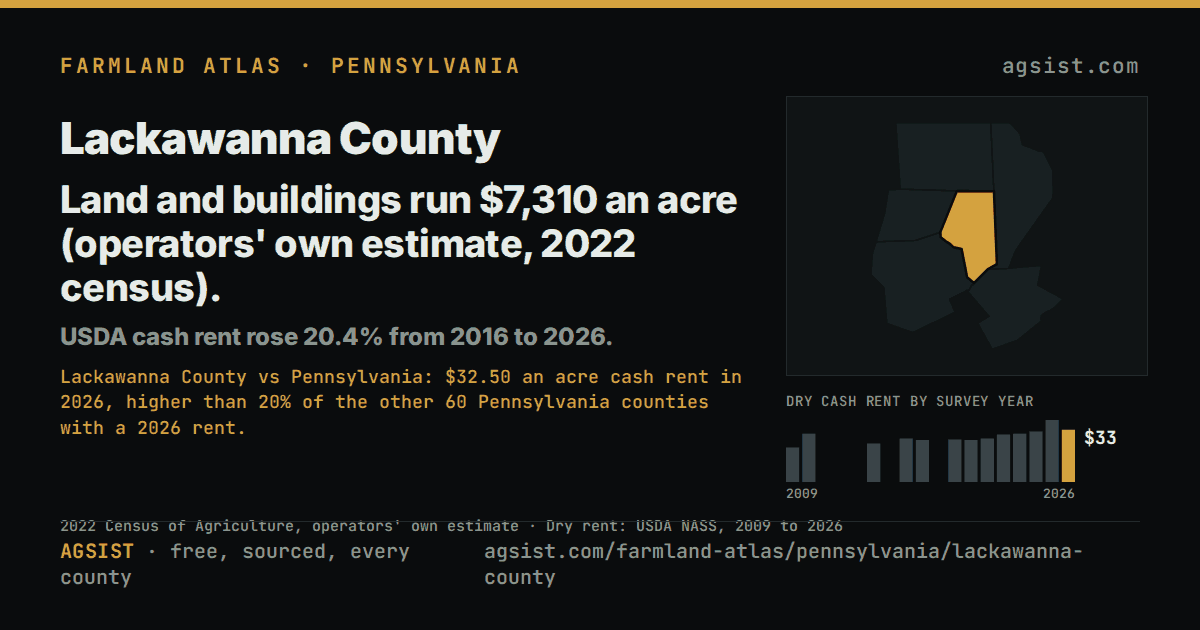 FARMLAND ATLAS · PENNSYLVANIA
agsist.com
Lackawanna County
Land and buildings run $7,310 an acre
(operators' own estimate, 2022
census).
USDA cash rent rose 20.4% from 2016 to 2026.
Lackawanna County vs Pennsylvania: $32.50 an acre cash rent in
2026, higher than 20% of the other 60 Pennsylvania counties
with a 2026 rent.
DRY CASH RENT BY SURVEY YEAR
$33
2009
2026
2022 Census of Agriculture, operators' own estimate · Dry rent: USDA NASS, 2009 to 2026
AGSIST · free, sourced, every
county
agsist.com/farmland-atlas/pennsylvania/lackawanna-
county